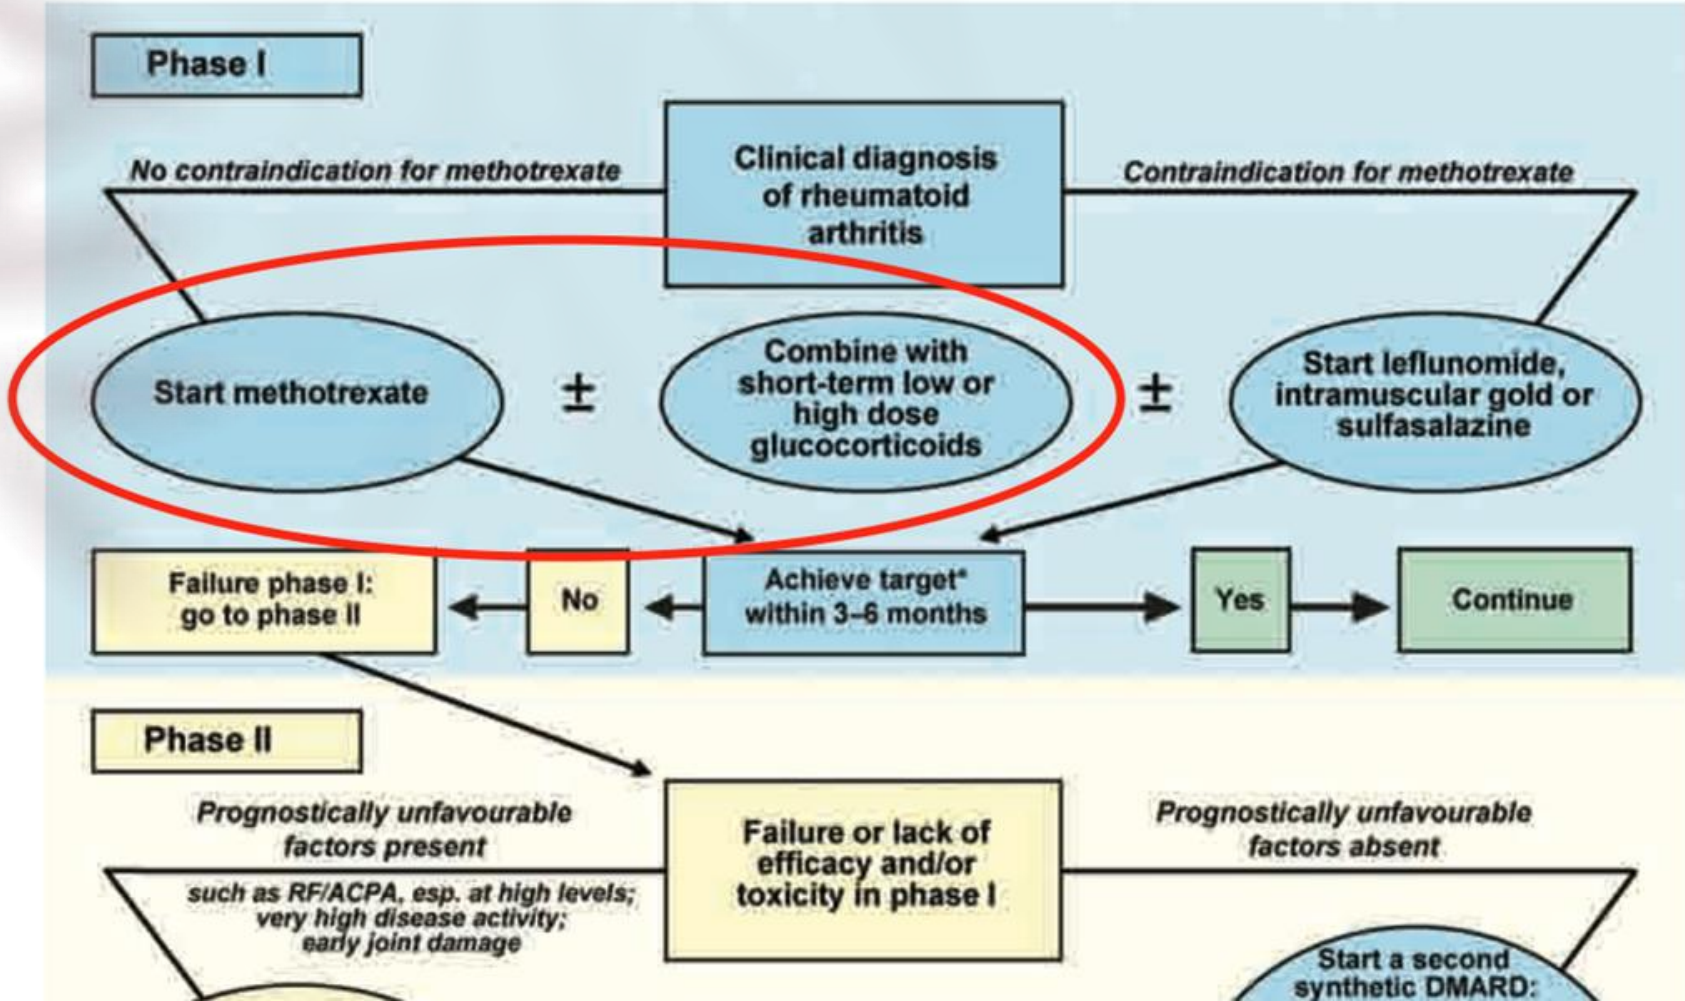 Phase I
No contraindication for methotrexate
Clinical diagnosis
of rheumatoid
arthritis
Contraindication for methotrexate
Start methotrexate
±
Combine with
short-term low or
high dose
glucocorticoids
±
Start leflunomide,
intramuscular gold or
sulfasalazine
Failure phase I:
go to phase II
No
Achieve target*
within 3–6 months
Yes
Continue
Phase II
Prognostically unfavourable
factors present
such as RF/ACPA, esp. at high levels;
very high disease activity;
early joint damage
Failure or lack of
efficacy and/or
toxicity in phase I
Prognostically unfavourable
factors absent
Start a second
synthetic DMARD: